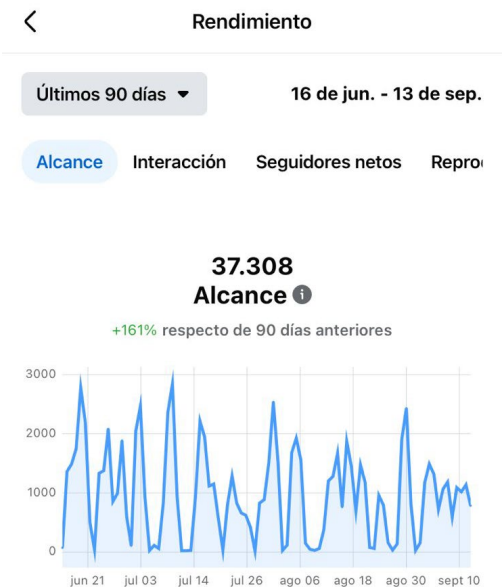 Rendimiento
Últimos 90 días
16 de jun. - 13 de sep.
Alcance Interacción Seguidores netos Repro
37.308
Alcance
+161% respecto de 90 días anteriores
3000
2000
1000
0
jun 21 jul 03 jul 14 jul 26 ago 06 ago 18 ago 30 sept 10